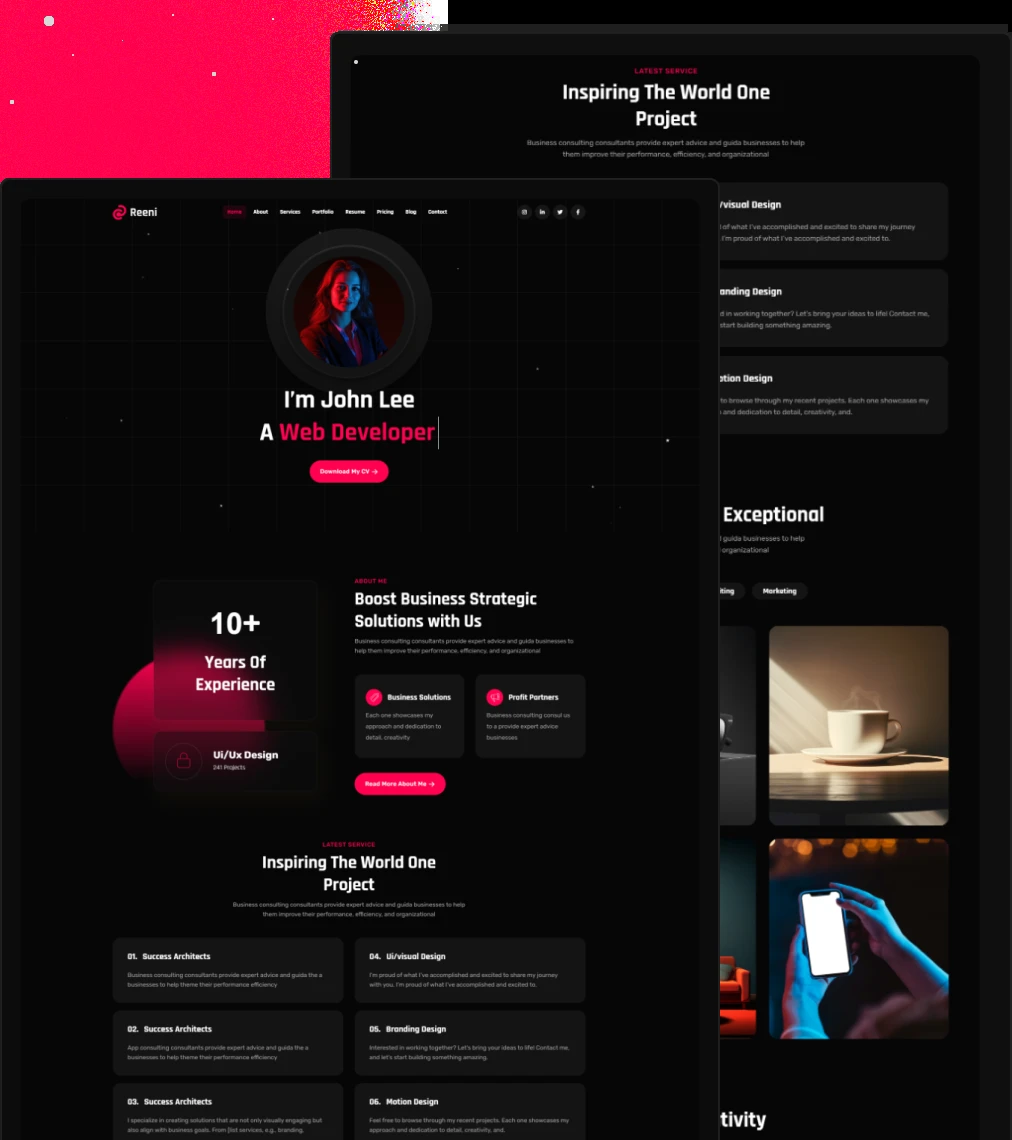 LATEST SERVICE
Inspiring The World One
Project
Business consulting consultants provide expert advice and guida businesses to help
them improve their performance, efficiency, and organizational
/visual Design
of what I've accomplished and excited to share my journey
I'm proud of what I've accomplished and excited to.
anding Design
d in working together? Let's bring your ideas to life! Contact me,
start building something amazing.
otion Design
to browse through my recent projects. Each one showcases my
and dedication to detail, creativity, and.
Exceptional
guida businesses to help
organizational
ting
Marketing
tivity
Reeni
Home About Services Portfolio Resume Pricing Blog Contact
I'm John Lee
A Web Developer
Download My CV →
10+
Years Of
Experience
Ui/Ux Design
241 Projects
ABOUT ME
Boost Business Strategic
Solutions with Us
Business consulting consultants provide expert advice and guida businesses to
help them improve their performance, efficiency, and organizational
Business Solutions
Each one showcases my
approach and dedication to
detail, creativity
Profit Partners
Business consulting consul us
to a provide expert advice
businesses
Read More About Me →
LATEST SERVICE
Inspiring The World One
Project
Business consulting consultants provide expert advice and guida businesses to help
them improve their performance, efficiency, and organizational
01. Success Architects
Business consulting consultants provide expert advice and guida the a
businesses to help theme their performance efficiency
04. Ui/visual Design
I'm proud of what I've accomplished and excited to share my journey
with you. I'm proud of what I've accomplished and excited to.
02. Success Architects
App consulting consultants provide expert advice and guida the a
businesses to help theme their performance efficiency
05. Branding Design
Interested in working together? Let's bring your ideas to life! Contact me,
and let's start building something amazing.
03. Success Architects
I specialize in creating solutions that are not only visually engaging but
also align with business goals. From [list services, e.g., branding,
06. Motion Design
Feel free to browse through my recent projects. Each one showcases my
approach and dedication to detail, creativity, and.